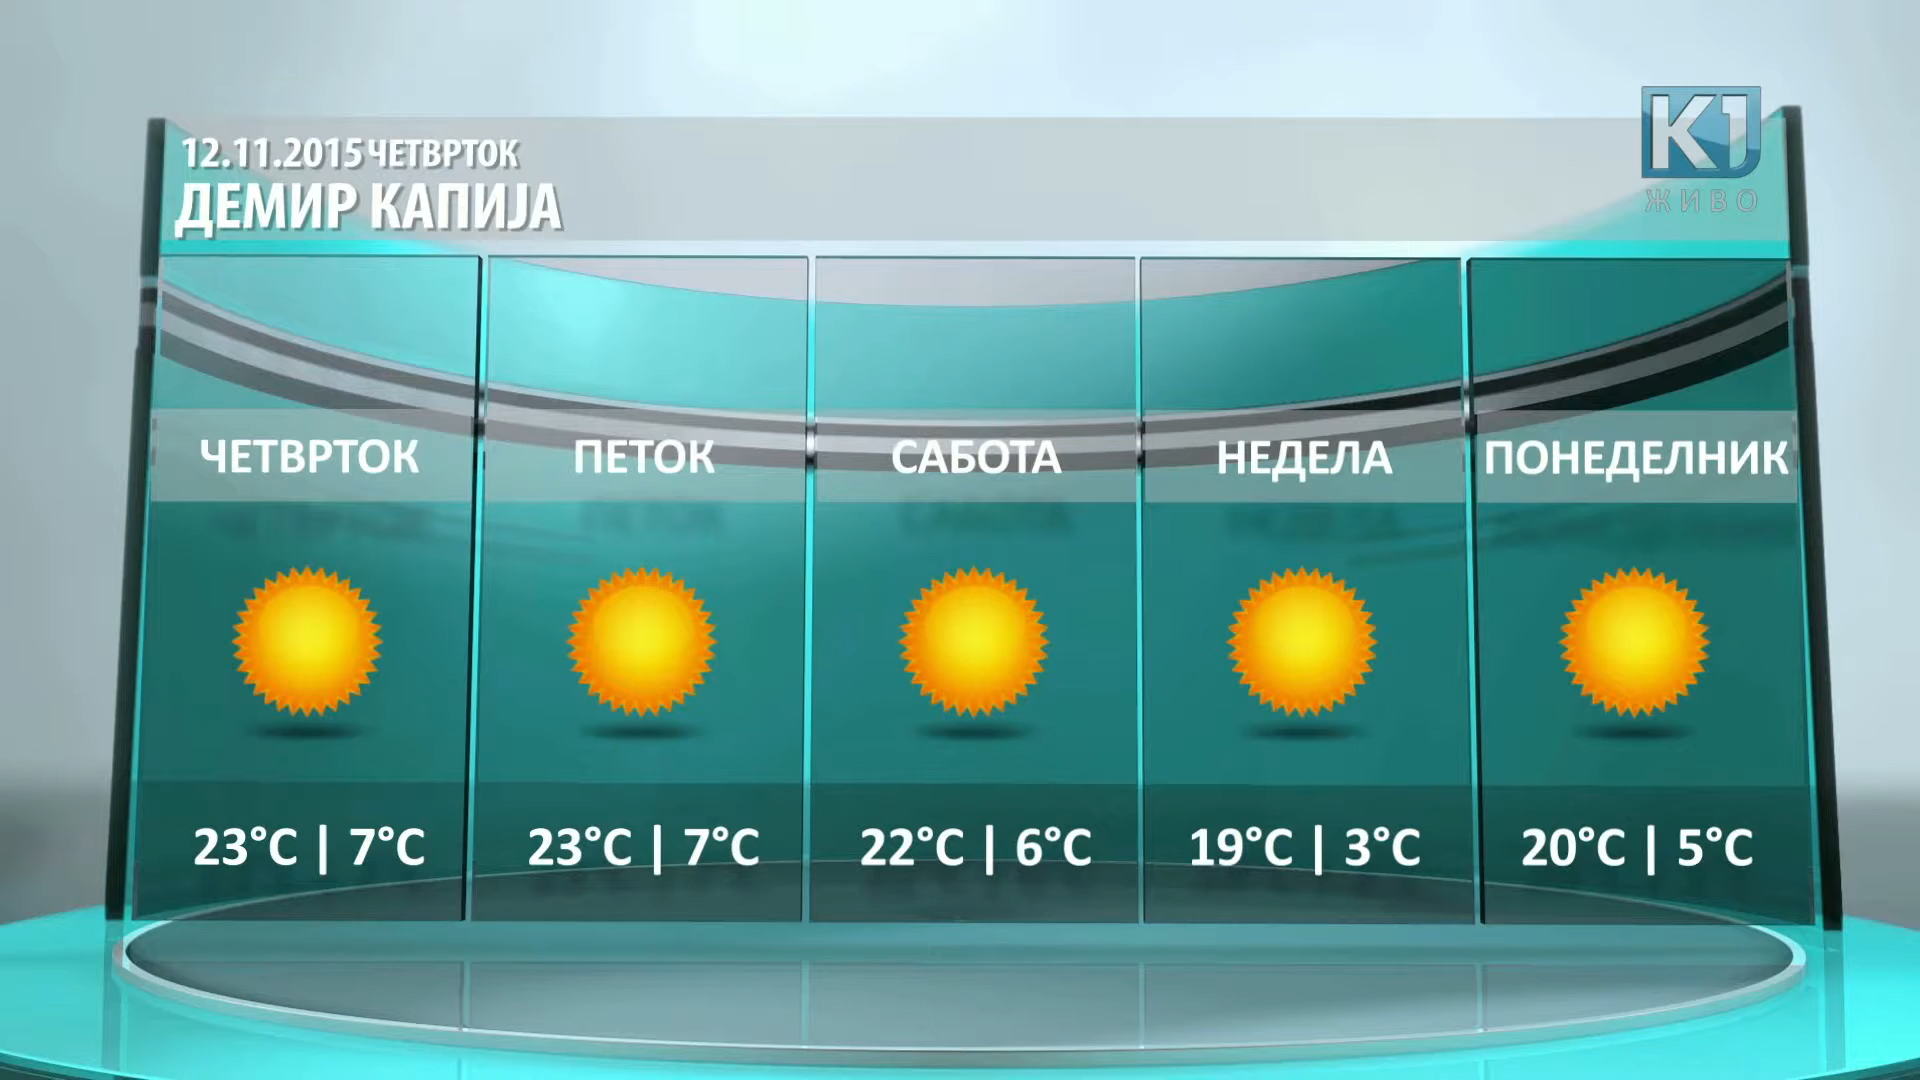 12.11.2015 ЧЕТВРТОК
ДЕМИР КАПИЈА
К1
ЖИВО
ЧЕТВРТОК
ПЕТОК
САБОТА
НЕДЕЛА
ПОНЕДЕЛНИК
23°C | 7°C
23°C | 7°C
22°C | 6°C
19°C | 3°C
20°C | 5°C